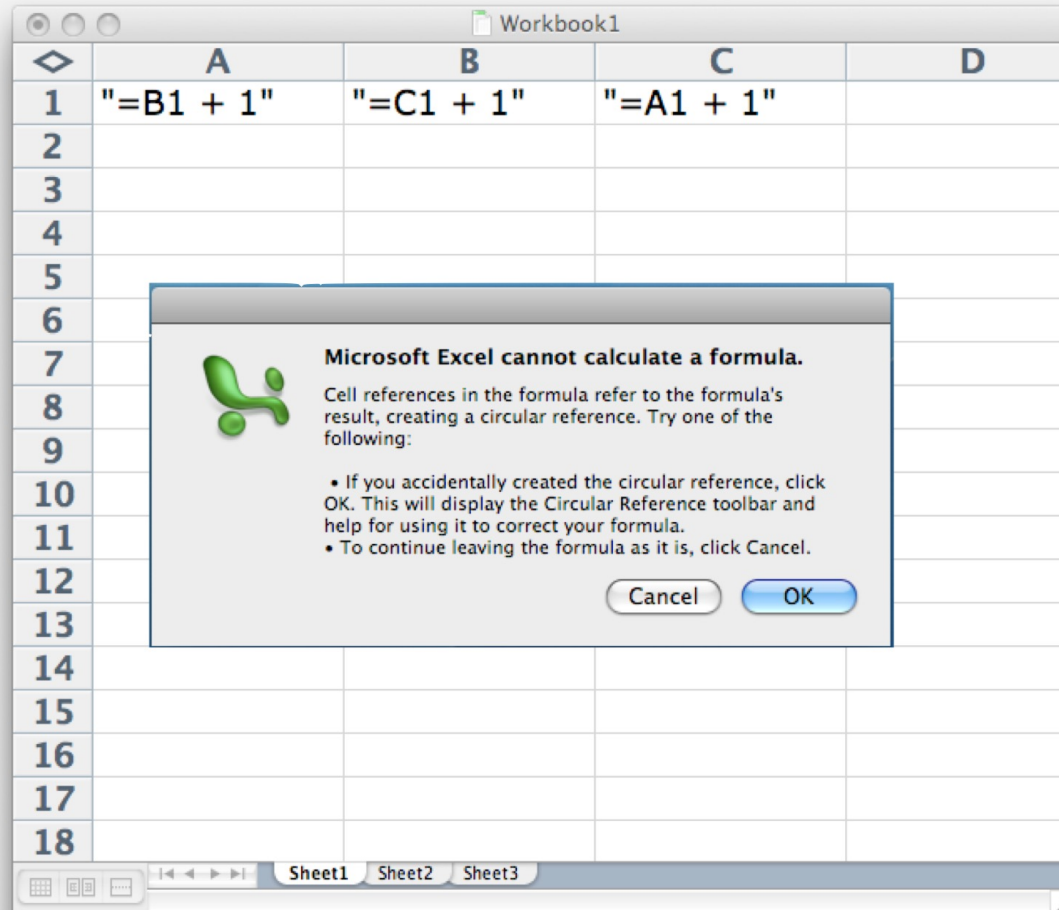 Workbook1
A B C D
1 "=B1 + 1" "=C1 + 1" "=A1 + 1"
2
3
4
5
6
7
8
9
10
11
12
13
14
15
16
17
18
Microsoft Excel cannot calculate a formula.
Cell references in the formula refer to the formula's
result, creating a circular reference. Try one of the
following:
• If you accidentally created the circular reference, click
OK. This will display the Circular Reference toolbar and
help for using it to correct your formula.
• To continue leaving the formula as it is, click Cancel.
Cancel OK
Sheet1 Sheet2 Sheet3